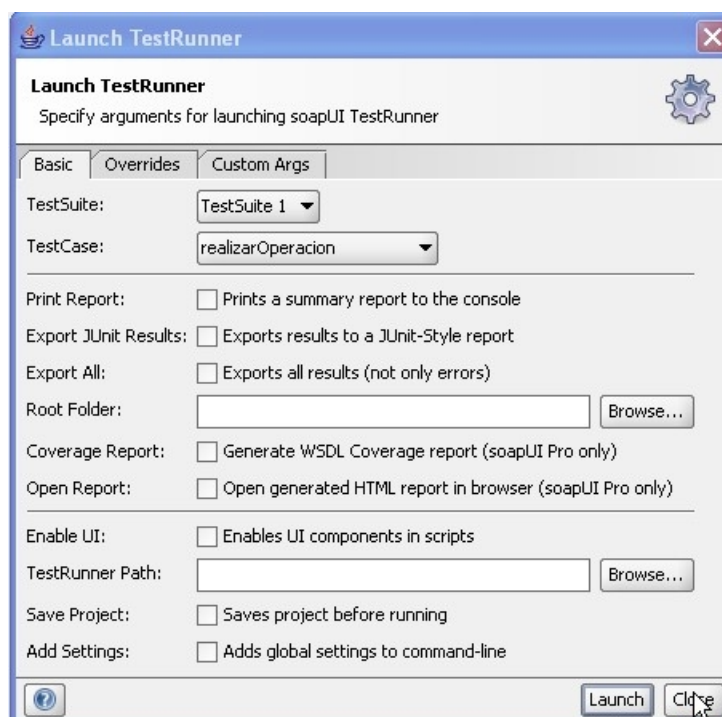 Launch TestRunner
Launch TestRunner
Specify arguments for launching soapUI TestRunner
Basic Overrides Custom Args
TestSuite: TestSuite 1
TestCase: realizarOperacion
Print Report: Prints a summary report to the console
Export JUnit Results: Exports results to a JUnit-Style report
Export All: Exports all results (not only errors)
Root Folder: Browse...
Coverage Report: Generate WSDL Coverage report (soapUI Pro only)
Open Report: Open generated HTML report in browser (soapUI Pro only)
Enable UI: Enables UI components in scripts
TestRunner Path: Browse...
Save Project: Saves project before running
Add Settings: Adds global settings to command-line
? Launch Close